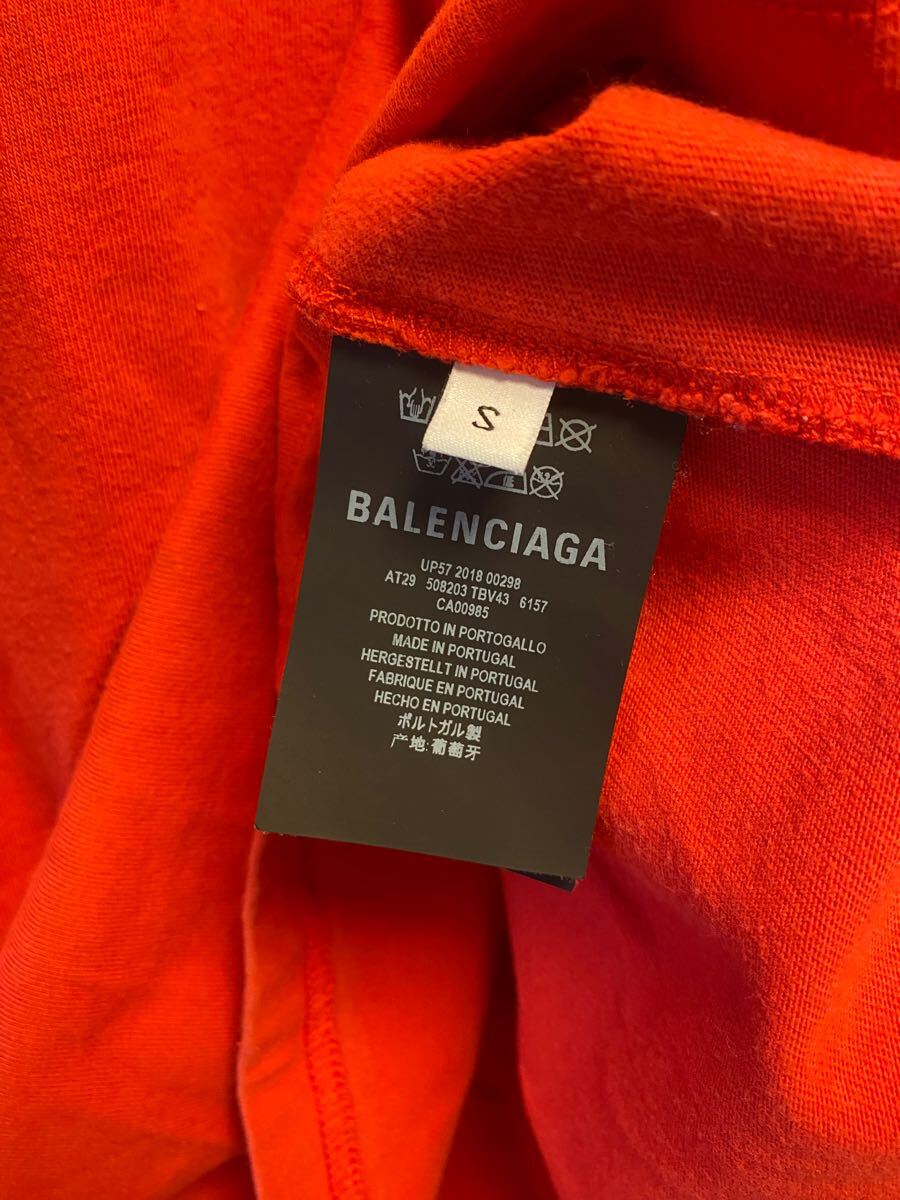 S
BALENCIAGA
UP57 2018 00298
AT29 508203 TBV43 6157
CA00985
PRODOTTO IN PORTOGALLO
MADE IN PORTUGAL
HERGESTELLT IN PORTUGAL
FABRIQUE EN PORTUGAL
HECHO EN PORTUGAL
ポルトガル製
产地:葡萄牙